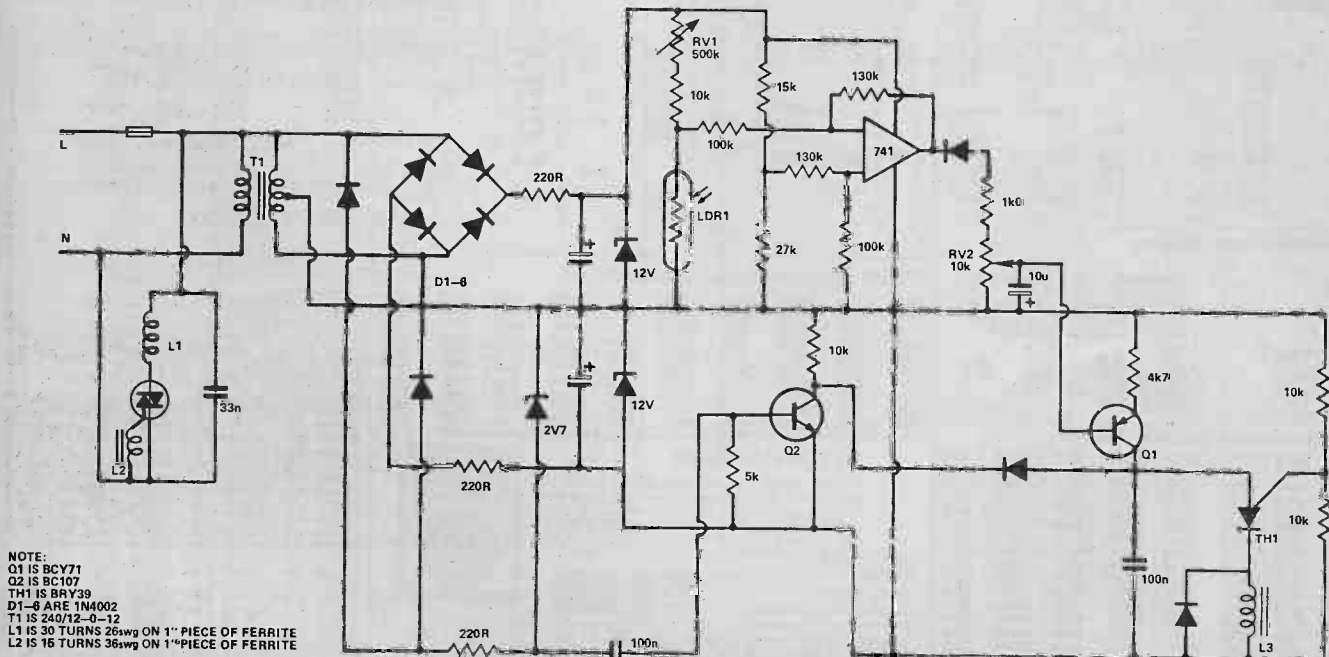 RV1
500k
10k
15k
130k
L
T1
220R
100k
741
130k
1k0
LDR1
27k
100k
RV2
10k
10u
N
12V
D1–6
L1
33n
L2
2V7
12V
10k
Q2
5k
4k7
10k
Q1
220R
10k
TH1
100n
L3
220R
100n
NOTE:
Q1 IS BCY71
Q2 IS BC107
TH1 IS BRY39
D1–6 ARE 1N4002
T1 IS 240/12–0–12
L1 IS 30 TURNS 26swg ON 1" PIECE OF FERRITE
L2 IS 15 TURNS 36swg ON 1" PIECE OF FERRITE